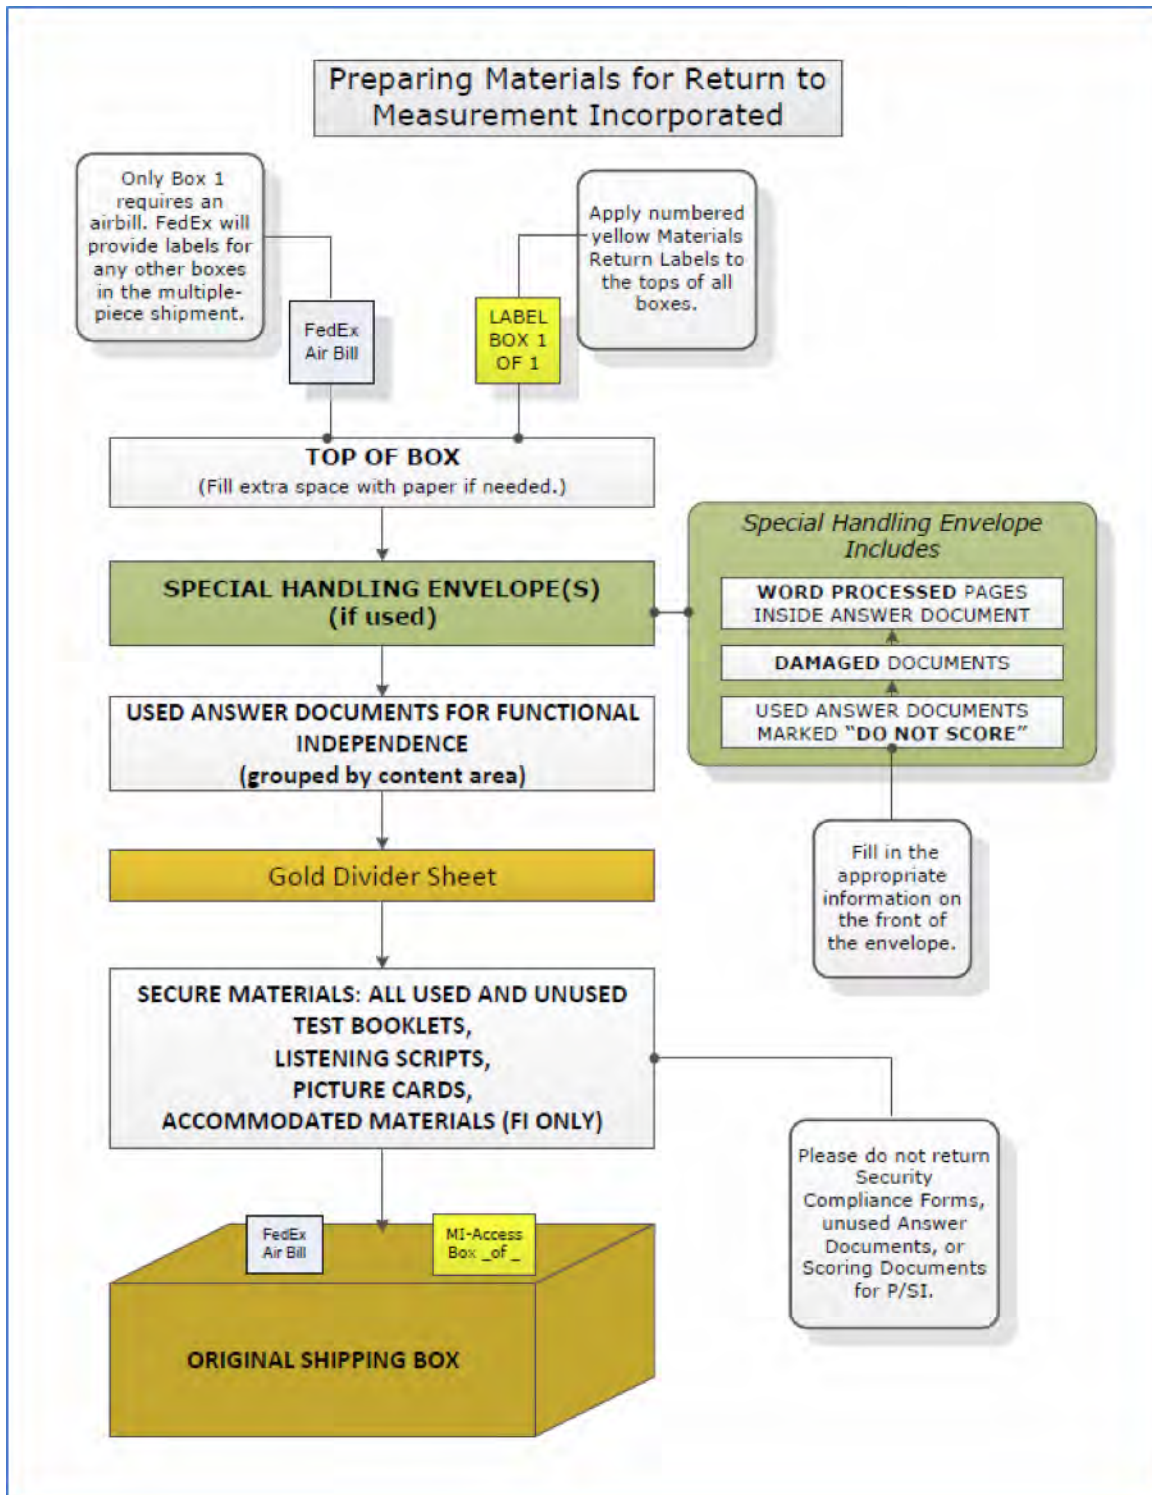 Preparing Materials for Return to
Measurement Incorporated
Only Box 1
requires an
airbill. FedEx will
provide labels for
any other boxes
in the multiple-
piece shipment.
Apply numbered
yellow Materials
Return Labels to
the tops of all
boxes.
FedEx
Air Bill
LABEL
BOX 1
OF 1
TOP OF BOX
(Fill extra space with paper if needed.)
SPECIAL HANDLING ENVELOPE(S)
(if used)
Special Handling Envelope
Includes
WORD PROCESSED PAGES
INSIDE ANSWER DOCUMENT
DAMAGED DOCUMENTS
USED ANSWER DOCUMENTS
MARKED “DO NOT SCORE”
USED ANSWER DOCUMENTS FOR FUNCTIONAL
INDEPENDENCE
(grouped by content area)
Fill in the
appropriate
information on
the front of
the envelope.
Gold Divider Sheet
SECURE MATERIALS: ALL USED AND UNUSED
TEST BOOKLETS,
LISTENING SCRIPTS,
PICTURE CARDS,
ACCOMMODATED MATERIALS (FI ONLY)
Please do not return
Security
Compliance Forms,
unused Answer
Documents, or
Scoring Documents
for P/SI.
FedEx
Air Bill
MI-Access
Box _of _
ORIGINAL SHIPPING BOX